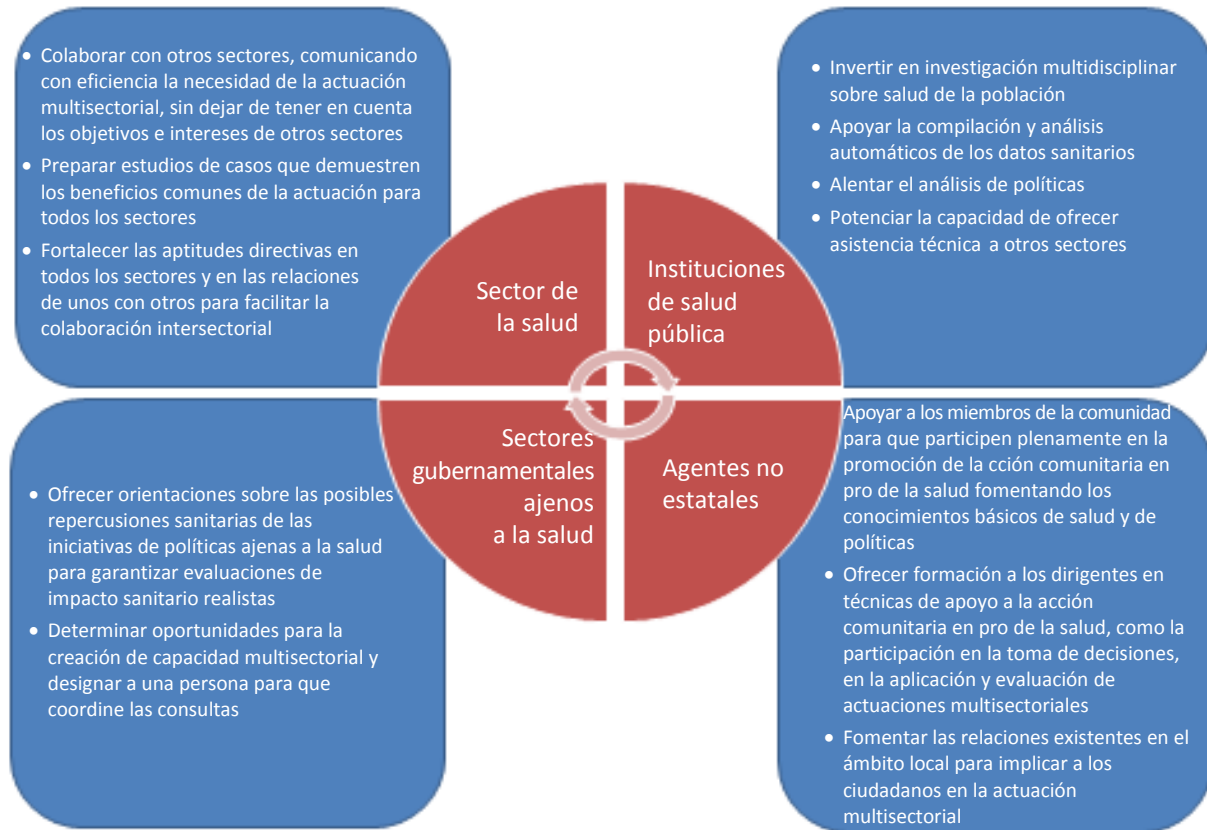 • Colaborar con otros sectores, comunicando
con eficiencia la necesidad de la actuación
multisectorial, sin dejar de tener en cuenta
los objetivos e intereses de otros sectores
• Preparar estudios de casos que demuestren
los beneficios comunes de la actuación para
todos los sectores
• Fortalecer las aptitudes directivas en
todos los sectores y en las relaciones
de unos con otros para facilitar la
colaboración intersectorial
• Invertir en investigación multidisciplinar
sobre salud de la población
• Apoyar la compilación y análisis
automáticos de los datos sanitarios
• Alentar el análisis de políticas
• Potenciar la capacidad de ofrecer
asistencia técnica a otros sectores
Sector de
la salud
Instituciones
de salud
pública
Sectores
gubernamentales
ajenos
a la salud
Agentes no
estatales
• Ofrecer orientaciones sobre las posibles
repercusiones sanitarias de las
iniciativas de políticas ajenas a la salud
para garantizar evaluaciones de
impacto sanitario realistas
• Determinar oportunidades para la
creación de capacidad multisectorial y
designar a una persona para que
coordine las consultas
Apoyar a los miembros de la comunidad
para que participen plenamente en la
promoción de la cción comunitaria en
pro de la salud fomentando los
conocimientos básicos de salud y de
políticas
• Ofrecer formación a los dirigentes en
técnicas de apoyo a la acción
comunitaria en pro de la salud, como la
participación en la toma de decisiones,
en la aplicación y evaluación de
actuaciones multisectoriales
• Fomentar las relaciones existentes en el
ámbito local para implicar a los
ciudadanos en la actuación
multisectorial